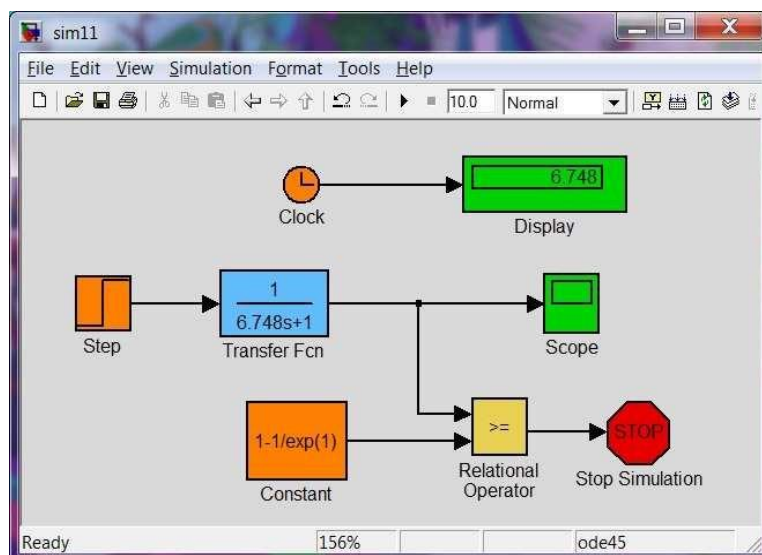 sim11
File Edit View Simulation Format Tools Help
10.0 Normal
6.748
Clock
Display
1
6.748s+1
Step
Transfer Fcn
Scope
1-1/exp(1)
>=
STOP
Constant
Relational
Operator
Stop Simulation
Ready 156% ode45